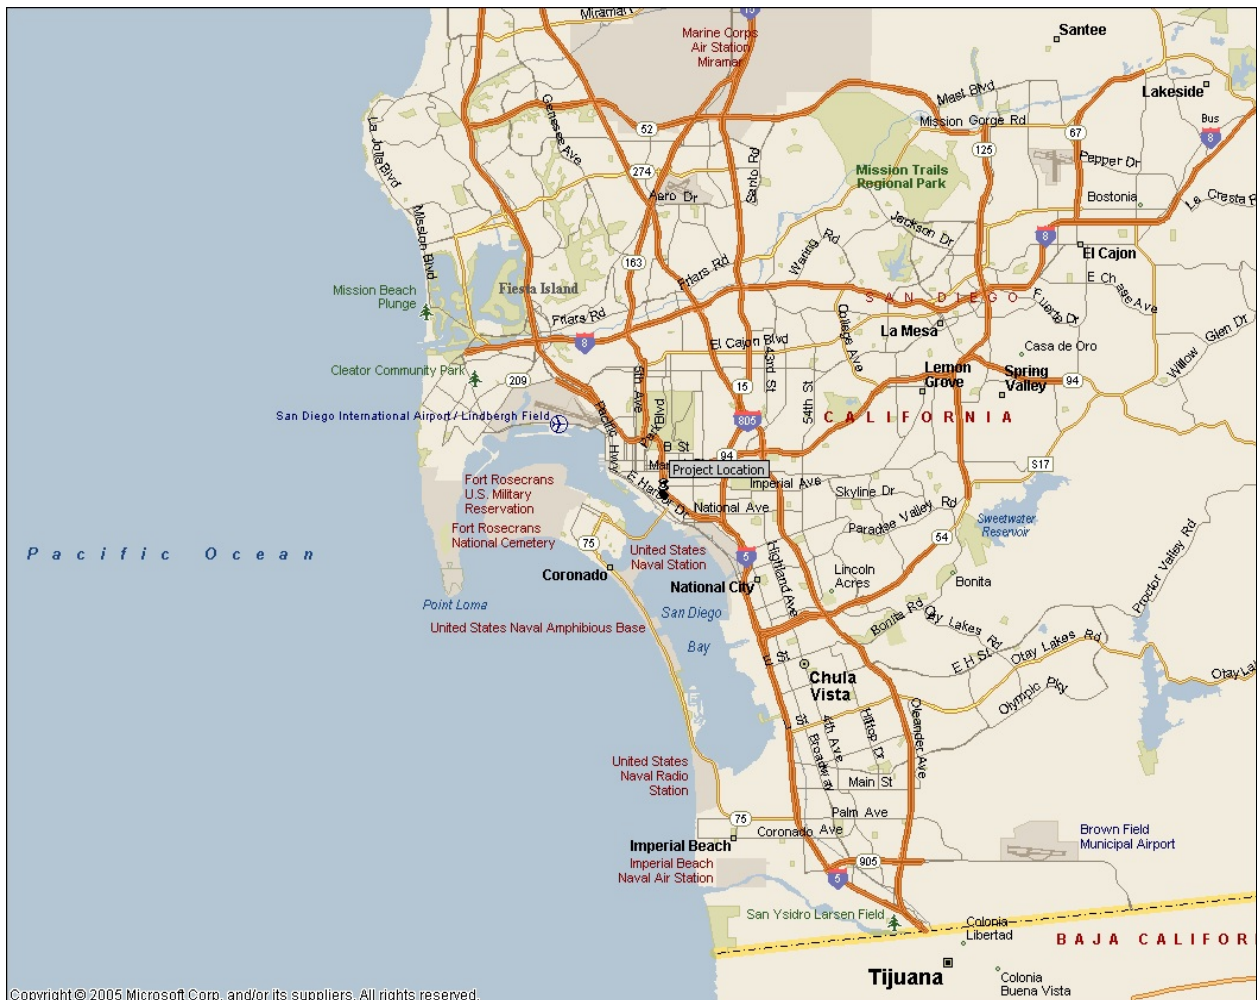 Miramar
15
Marine Corps
Air Station
Miramar
Santee
Mast Blvd
Lakeside
Bus
8
La Jolla Blvd
Genesee Ave
52
Mission Gorge Rd
67
125
Pepper Dr
274
Santo Rd
Aero Dr
Mission Trails
Regional Park
Bostonia
La Cresta R
Mission Blvd
Jackson Dr
Waring Rd
8
El Cajon
163
Friars Rd
E Chase Ave
Mission Beach
Plunge
Fiesta Island
SAN DIEGO
Fuerte Dr
Friars Rd
8
College Ave
La Mesa
Glen Dr
Willow
El Cajon Blvd
43rd St
Casa de Oro
Cleator Community Park
209
5th Ave
15
54th St
Lemon
Grove
Spring
Valley
94
San Diego International Airport / Lindbergh Field
Pacific Hwy
Park Blvd
805
CALIFORNIA
B St
94
Mar
Project Location
S17
Fort Rosecrans
U.S. Military
Reservation
E Harbor Dr
Imperial Ave
Skyline Dr
National Ave
Paradise Valley Rd
Sweetwater
Reservoir
Fort Rosecrans
National Cemetery
75
54
Pacific Ocean
United States
Naval Station
5
Highland Ave
Proctor Valley Rd
Coronado
National City
Lincoln
Acres
Bonita
Point Loma
San Diego
Bay
Bonita Rd
Otay Lakes Rd
United States Naval Amphibious Base
E H St
Otay Lakes Rd
Chula
Vista
Otay La
Olympic Pky
Oleander Ave
4th Ave
Hilltop Dr
Broadway
United States
Naval Radio
Station
Main St
75
Palm Ave
Coronado Ave
Brown Field
Municipal Airport
Imperial Beach
Imperial Beach
Naval Air Station
905
5
San Ysidro Larsen Field
Colonia
Libertad
BAJA CALIFOR
Tijuana
Colonia
Buena Vista
Copyright © 2005 Microsoft Corp. and/or its suppliers. All rights reserved.